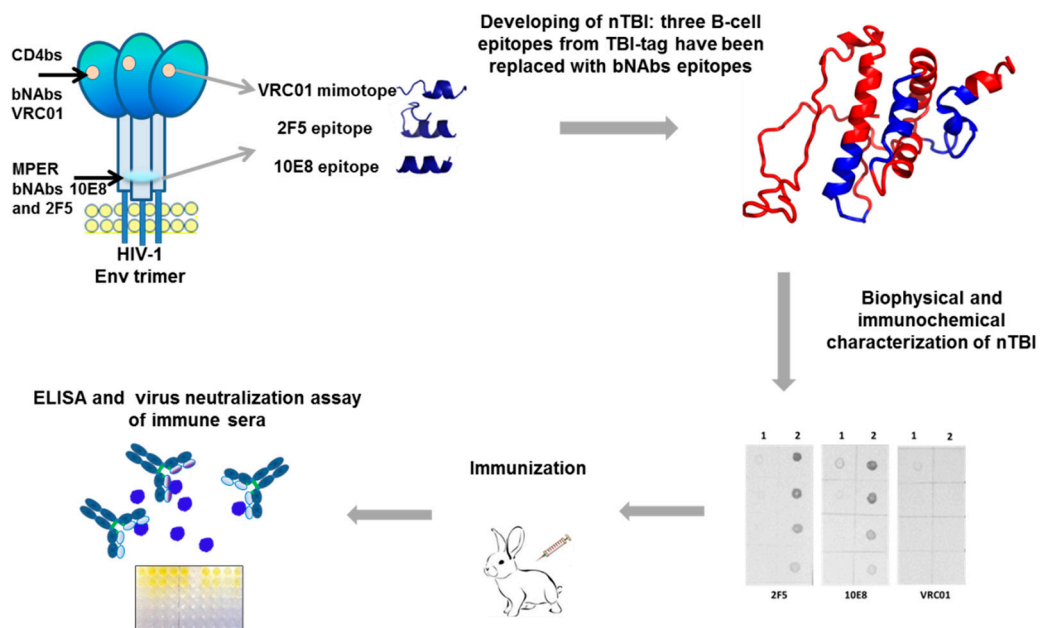 CD4bs
bNAbs
VRC01
MPER
bNAbs 10E8
and 2F5
HIV-1
Env trimer
VRC01 mimotope
2F5 epitope
10E8 epitope
Developing of nTBI: three B-cell
epitopes from TBI-tag have been
replaced with bNAbs epitopes
Biophysical and
immunochemical
characterization of nTBI
1 2 1 2 1 2
2F5 10E8 VRC01
Immunization
ELISA and virus neutralization assay
of immune sera